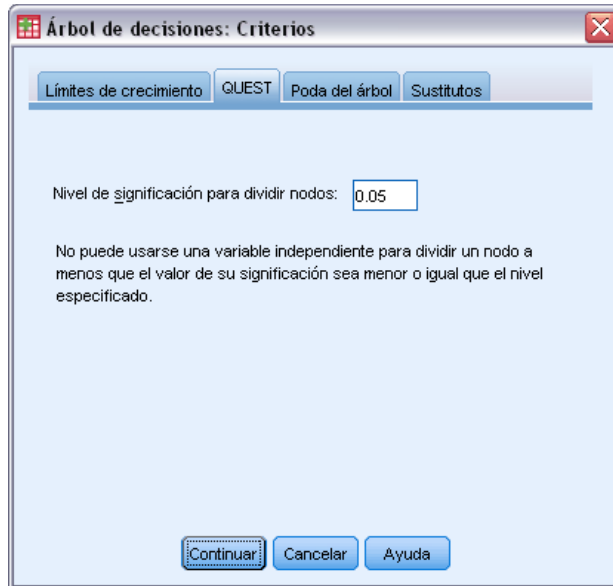 Árbol de decisiones: Criterios
Límites de crecimiento QUEST Poda del árbol Sustitutos
Nivel de significación para dividir nodos: 0.05
No puede usarse una variable independiente para dividir un nodo a
menos que el valor de su significación sea menor o igual que el nivel
especificado.
Continuar Cancelar Ayuda